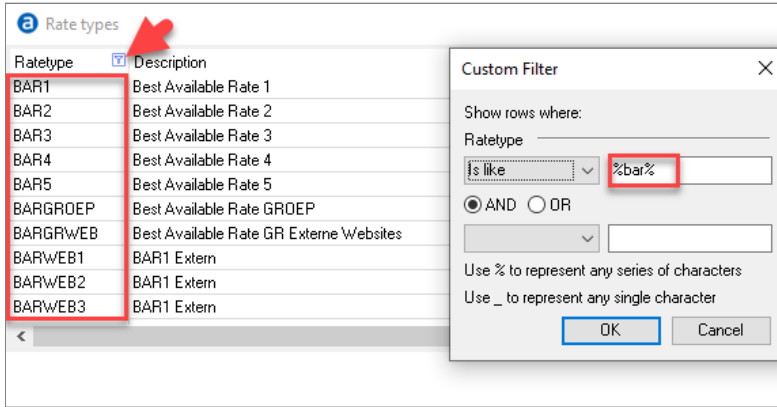 a Rate types
Ratetype Description
BAR1 Best Available Rate 1
BAR2 Best Available Rate 2
BAR3 Best Available Rate 3
BAR4 Best Available Rate 4
BAR5 Best Available Rate 5
BARGROEP Best Available Rate GROEP
BARGRWEB Best Available Rate GR Externe Websites
BARWEB1 BAR1 Extern
BARWEB2 BAR1 Extern
BARWEB3 BAR1 Extern
Custom Filter
Show rows where:
Ratetype
Is like %bar%
AND OR
Use % to represent any series of characters
Use _ to represent any single character
OK Cancel